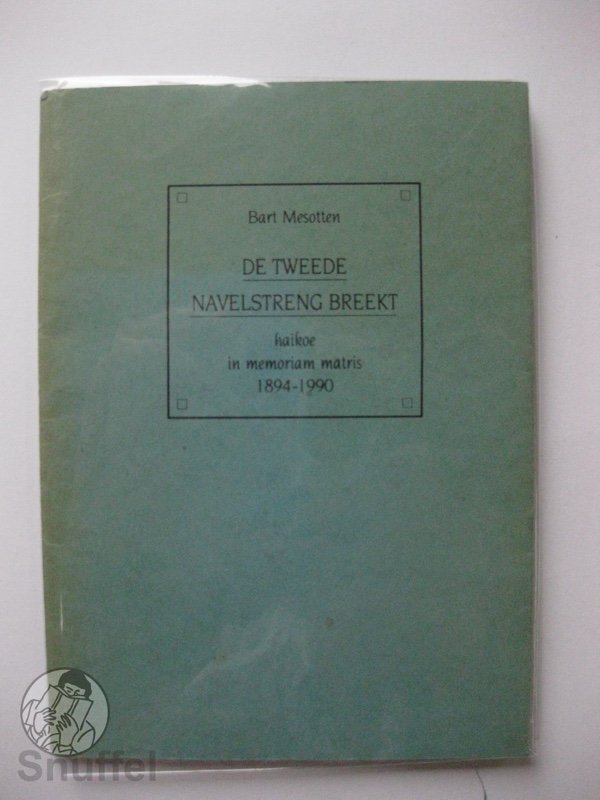 Bart Mesotten
DE TWEEDE
NAVELSTRENG BREEKT
haikoe
in memoriam matris
1894-1990
Snuffel